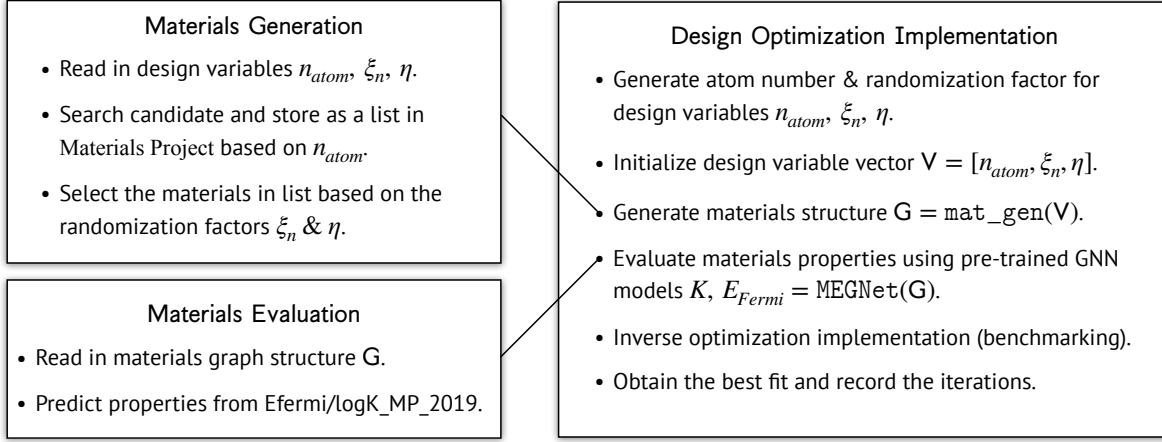 Materials Generation
• Read in design variables n_atom, ξ_n, η.
• Search candidate and store as a list in
Materials Project based on n_atom.
• Select the materials in list based on the
randomization factors ξ_n & η.
Materials Evaluation
• Read in materials graph structure G.
• Predict properties from Efermi/logK_MP_2019.
Design Optimization Implementation
• Generate atom number & randomization factor for
design variables n_atom, ξ_n, η.
• Initialize design variable vector V = [n_atom, ξ_n, η].
• Generate materials structure G = mat_gen(V).
• Evaluate materials properties using pre-trained GNN
models K, E_Fermi = MEGNet(G).
• Inverse optimization implementation (benchmarking).
• Obtain the best fit and record the iterations.